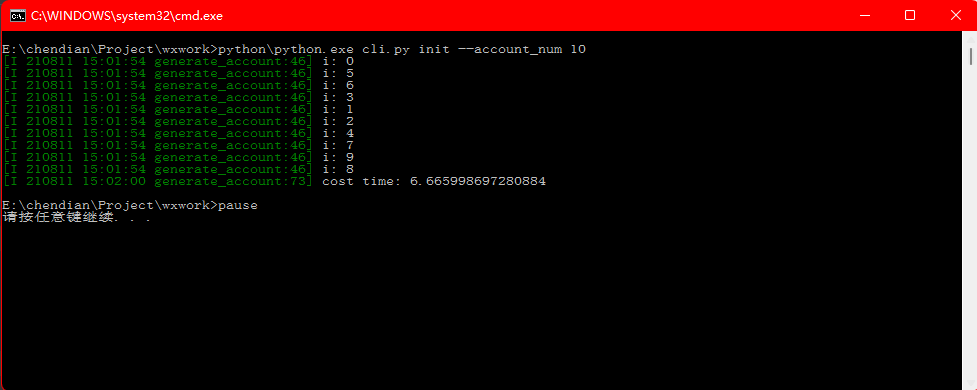 C:\WINDOWS\system32\cmd.exe
E:\chendian\Project\wxwork>python\python.exe cli.py init --account_num 10
[I 210811 15:01:54 generate_account:46] i: 0
[I 210811 15:01:54 generate_account:46] i: 5
[I 210811 15:01:54 generate_account:46] i: 6
[I 210811 15:01:54 generate_account:46] i: 3
[I 210811 15:01:54 generate_account:46] i: 1
[I 210811 15:01:54 generate_account:46] i: 2
[I 210811 15:01:54 generate_account:46] i: 4
[I 210811 15:01:54 generate_account:46] i: 7
[I 210811 15:01:54 generate_account:46] i: 9
[I 210811 15:01:54 generate_account:46] i: 8
[I 210811 15:02:00 generate_account:73] cost time: 6.665998697280884
E:\chendian\Project\wxwork>pause
请按任意键继续. . .